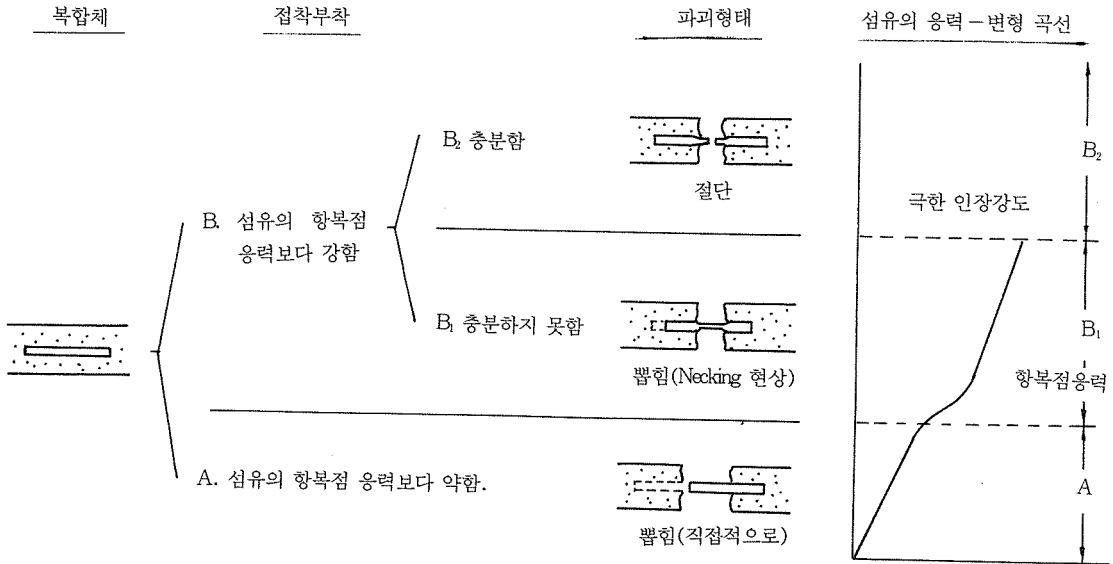 복합체
접착부착
파괴형태
섬유의 응력 – 변형 곡선
B₂ 충분함
절단
B₂
B. 섬유의 항복점
응력보다 강함
극한 인장강도
B₁ 충분하지 못함
뽑힘(Necking 현상)
B₁
항복점응력
A. 섬유의 항복점 응력보다 약함.
뽑힘(직접적으로)
A